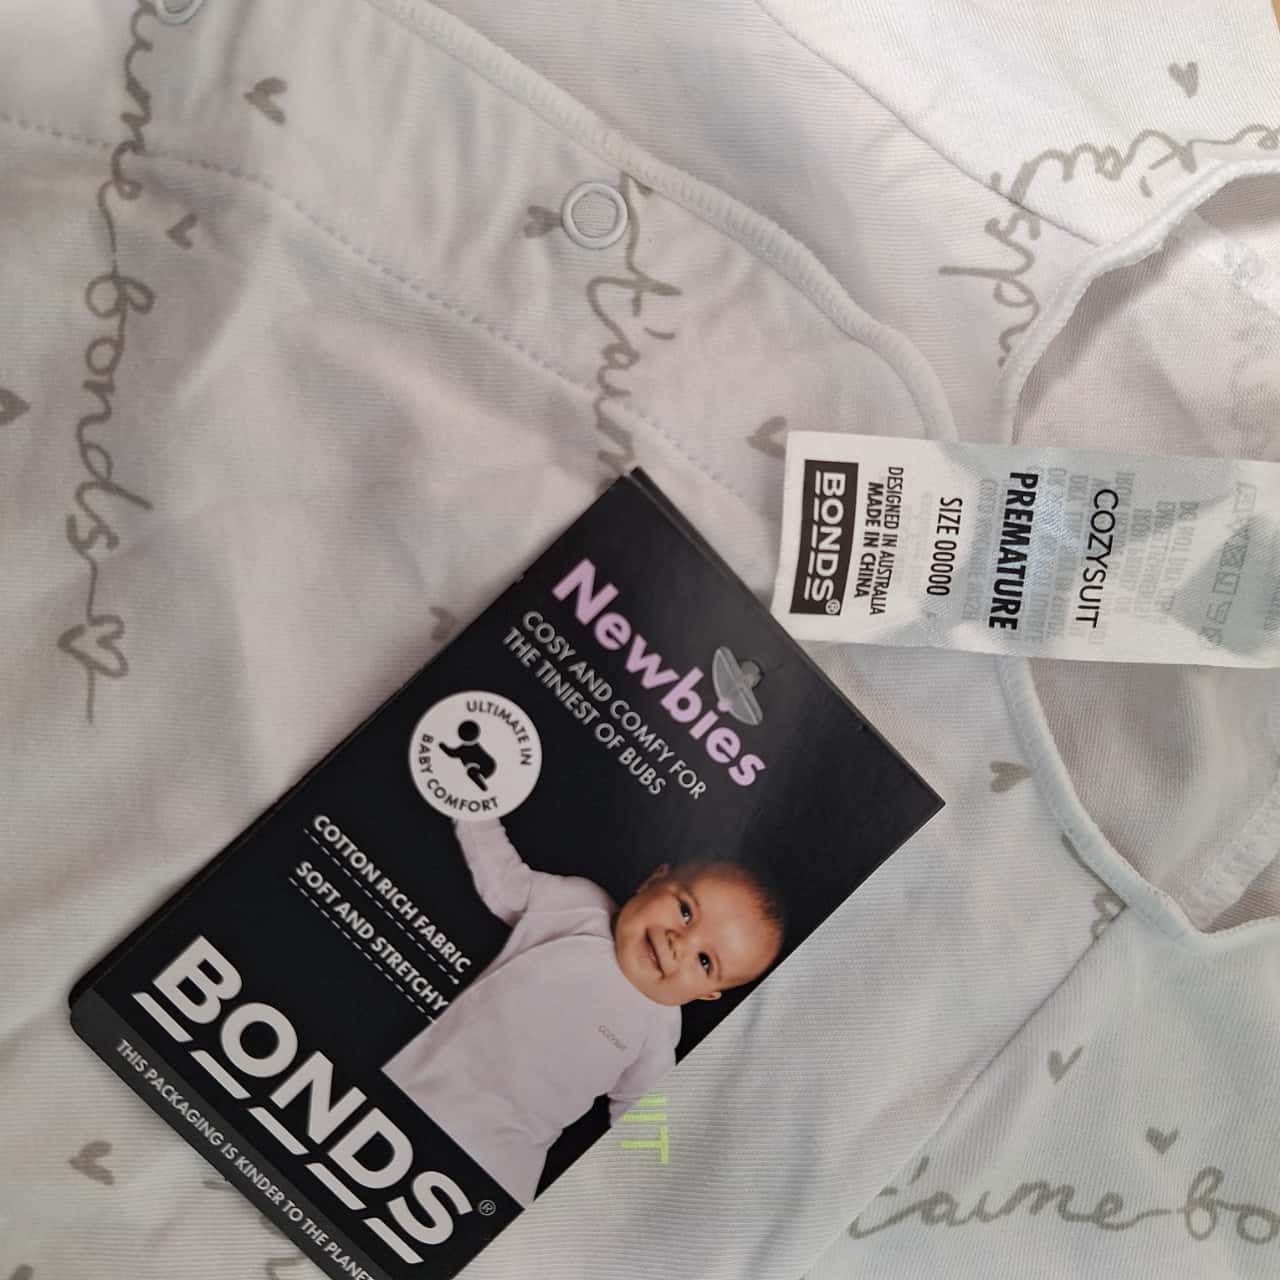 BONDS®
DESIGNED IN AUSTRALIA
MADE IN CHINA
SIZE 00000
PREMATURE
COZYSUIT
Newbies
COSY AND COMFY FOR
THE TINIEST OF BUBS
ULTIMATE IN
BABY COMFORT
COTTON RICH FABRIC
SOFT AND STRETCHY
cozysuit
BONDS®
THIS PACKAGING IS KINDER TO THE PLANET
t'aime bonds
t'aime bo